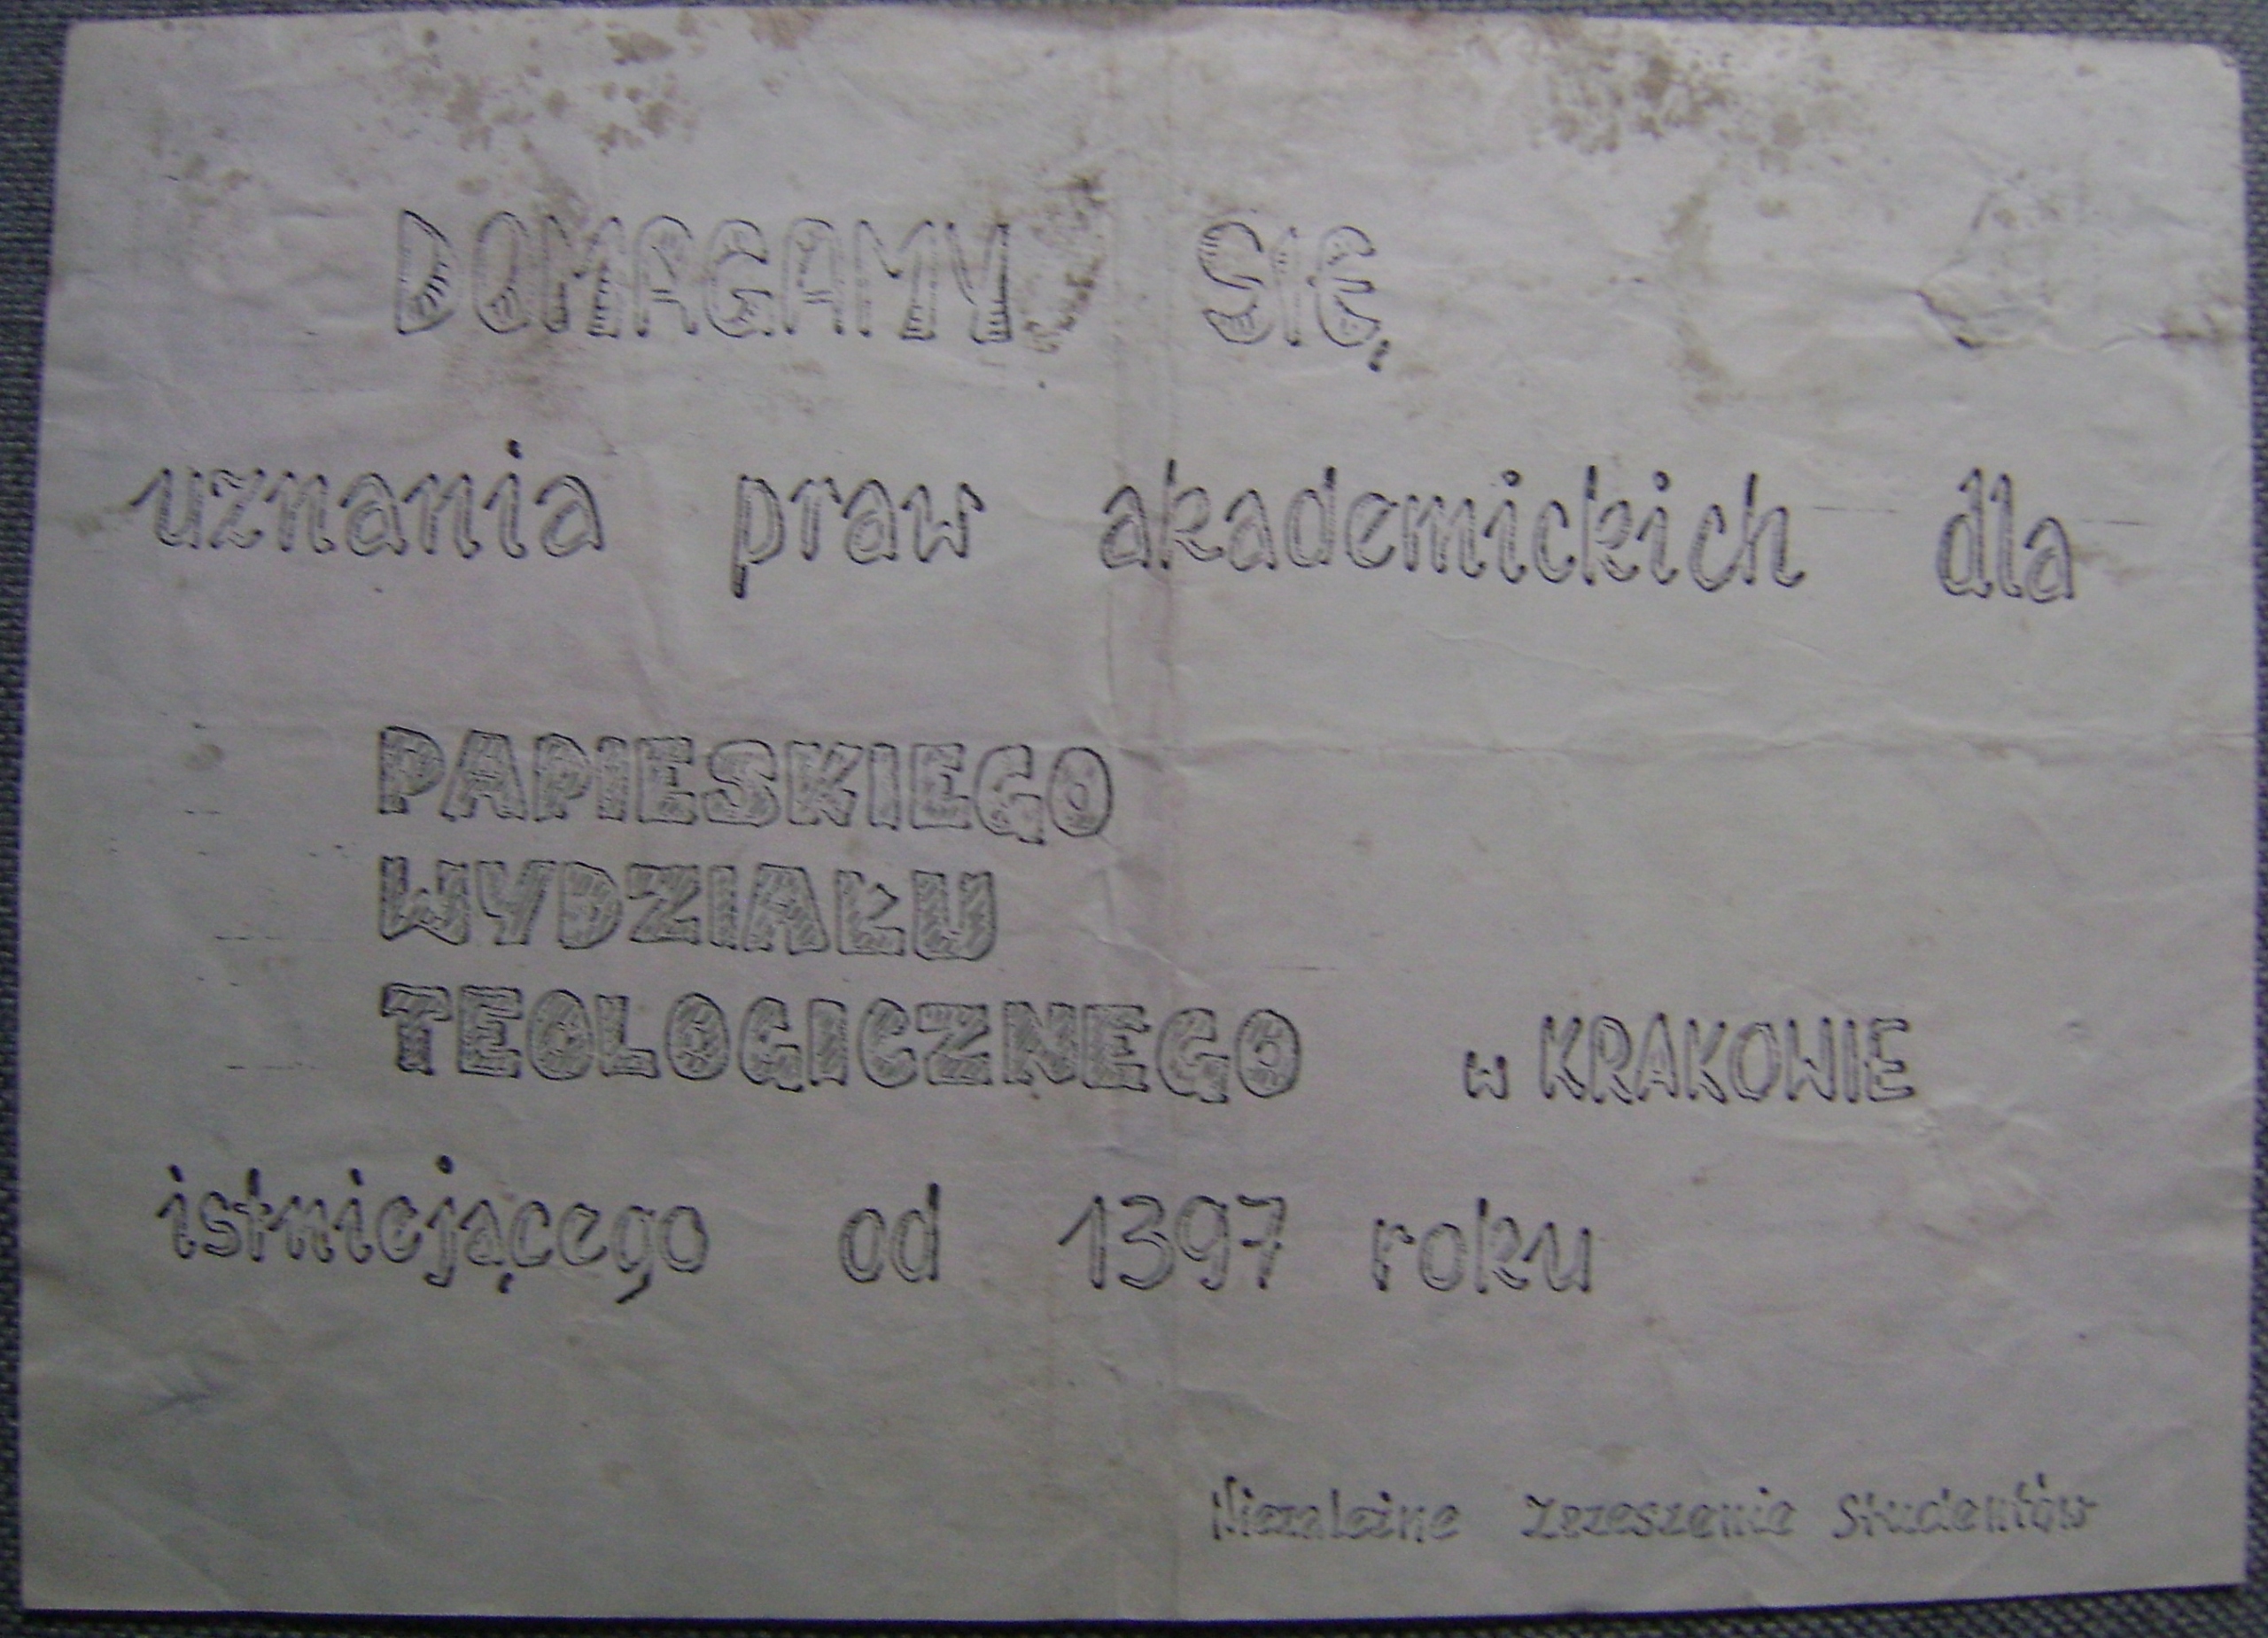 DOMAGAMY SIĘ
uznania praw akademickich dla
PAPIESKIEGO
WYDZIAŁU
TEOLOGICZNEGO w KRAKOWIE
istniejącego od 1397 roku
Niezależne Zrzeszenie Studentów